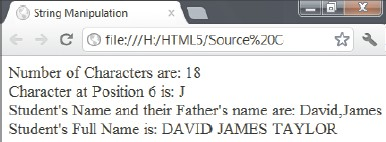 String Manipulation
file:///H:/HTML5/Source%20C
Number of Characters are: 18
Character at Position 6 is: J
Student's Name and their Father's name are: David,James
Student's Full Name is: DAVID JAMES TAYLOR